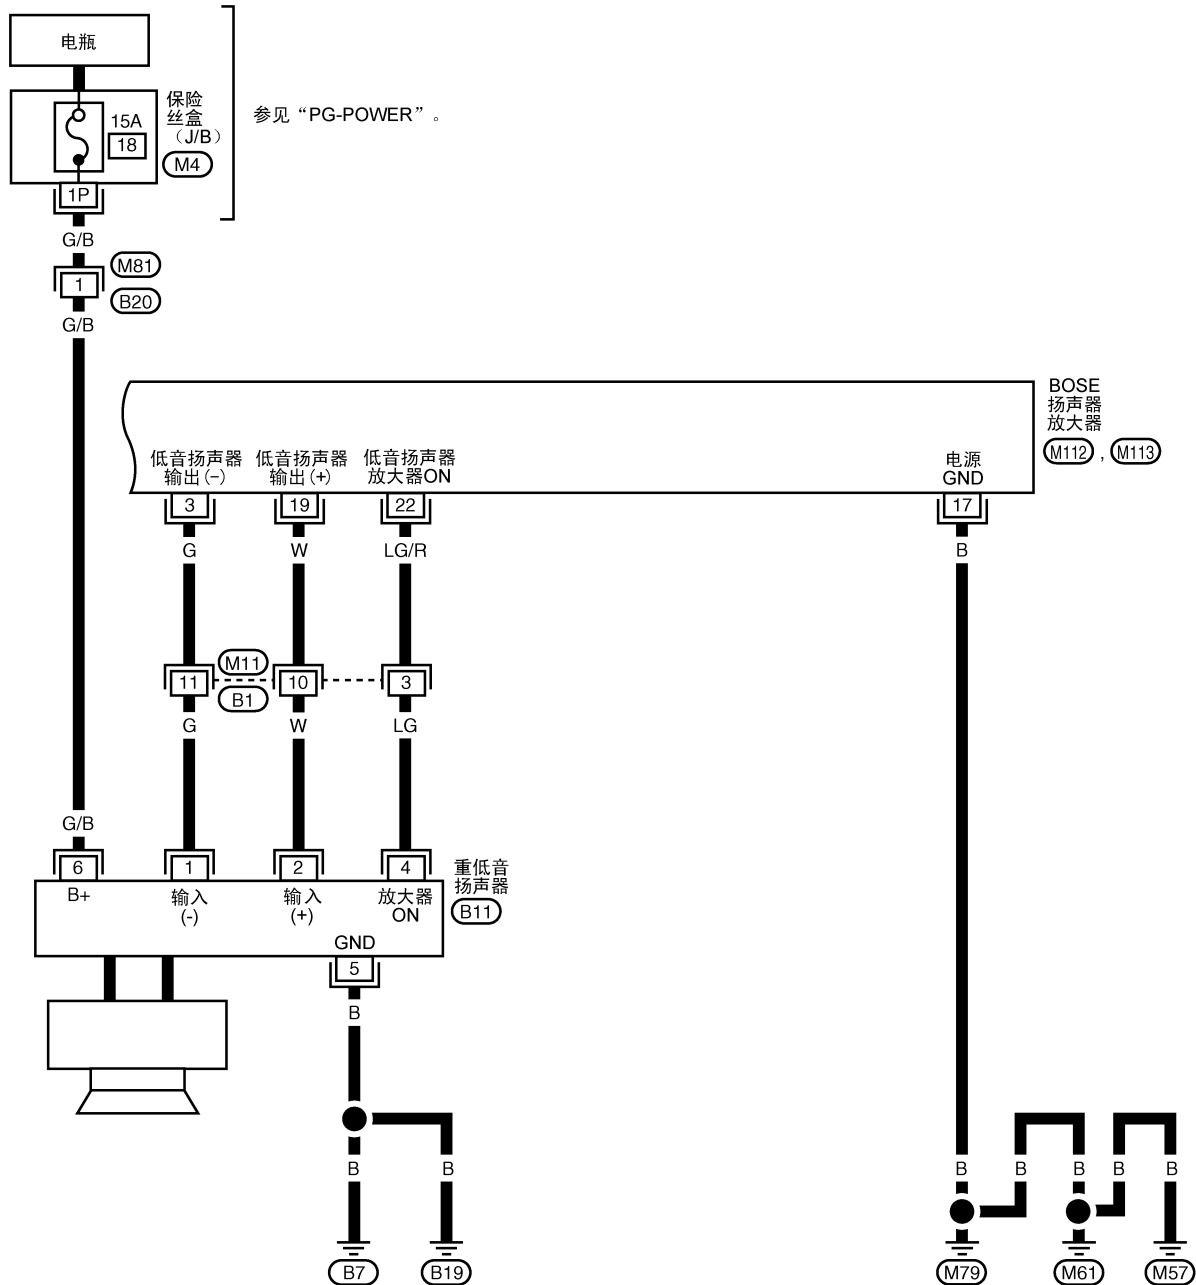 电瓶
15A
18
保险
丝盒
（J/B）
M4
参见“PG-POWER”。
1P
G/B
M81
1
B20
G/B
BOSE
扬声器
放大器
M112 , M113
低音扬声器
输出(-)
低音扬声器
输出(+)
低音扬声器
放大器ON
电源
GND
3
19
22
17
G
W
LG/R
B
M11
11
10
3
B1
G
W
LG
G/B
6
1
2
4
B+
输入
(-)
输入
(+)
放大器
ON
重低音
扬声器
B11
GND
5
B
B
B
B
B
B
B
B
B7
B19
M79
M61
M57